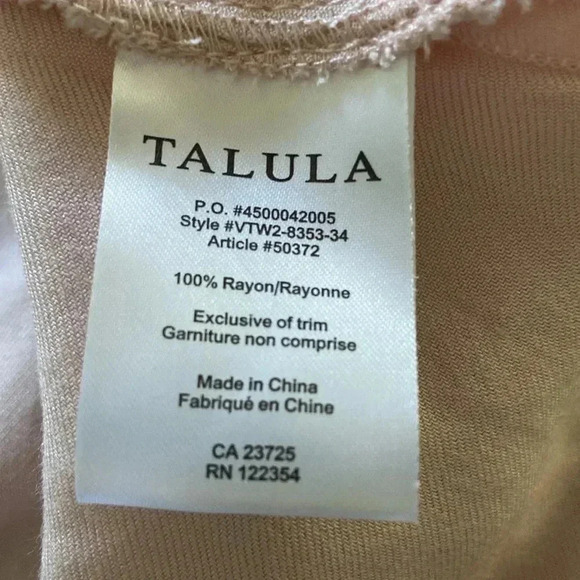 TALULA
P.O. #4500042005
Style #VTW2-8353-34
Article #50372
100% Rayon/Rayonne
Exclusive of trim
Garniture non comprise
Made in China
Fabriqué en Chine
CA 23725
RN 122354